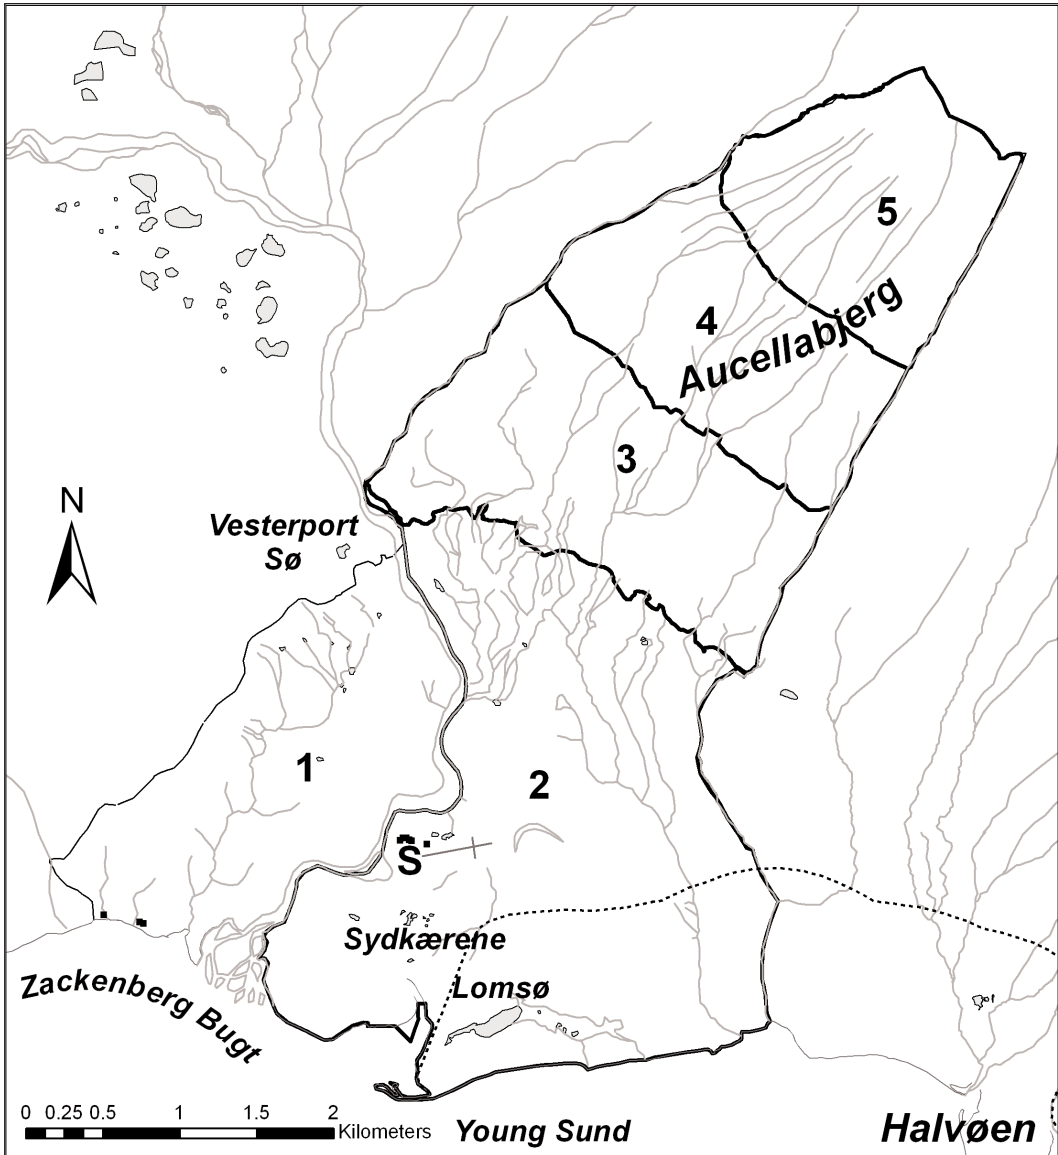 5
4
Aucellabjerg
3
N
Vesterport
Sø
1
2
S
Sydkærene
Lomsø
Zackenberg Bugt
0 0.25 0.5 1 1.5 2
Kilometers
Young Sund
Halvøen